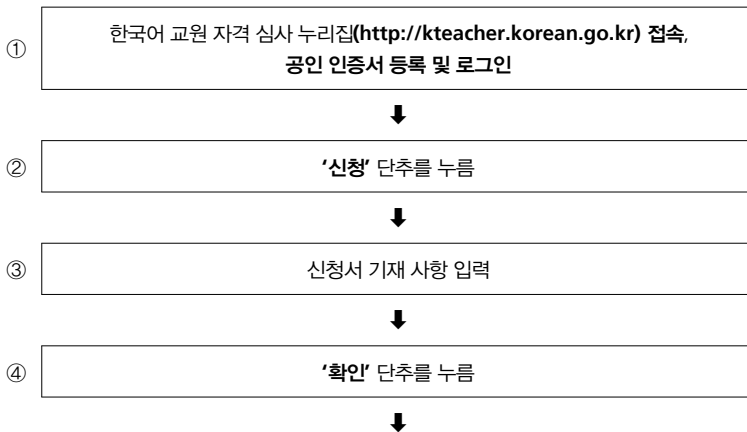 ① 한국어 교원 자격 심사 누리집(http://kteacher.korean.go.kr) 접속,
공인 인증서 등록 및 로그인
② ‘신청’ 단추를 누름
③ 신청서 기재 사항 입력
④ ‘확인’ 단추를 누름